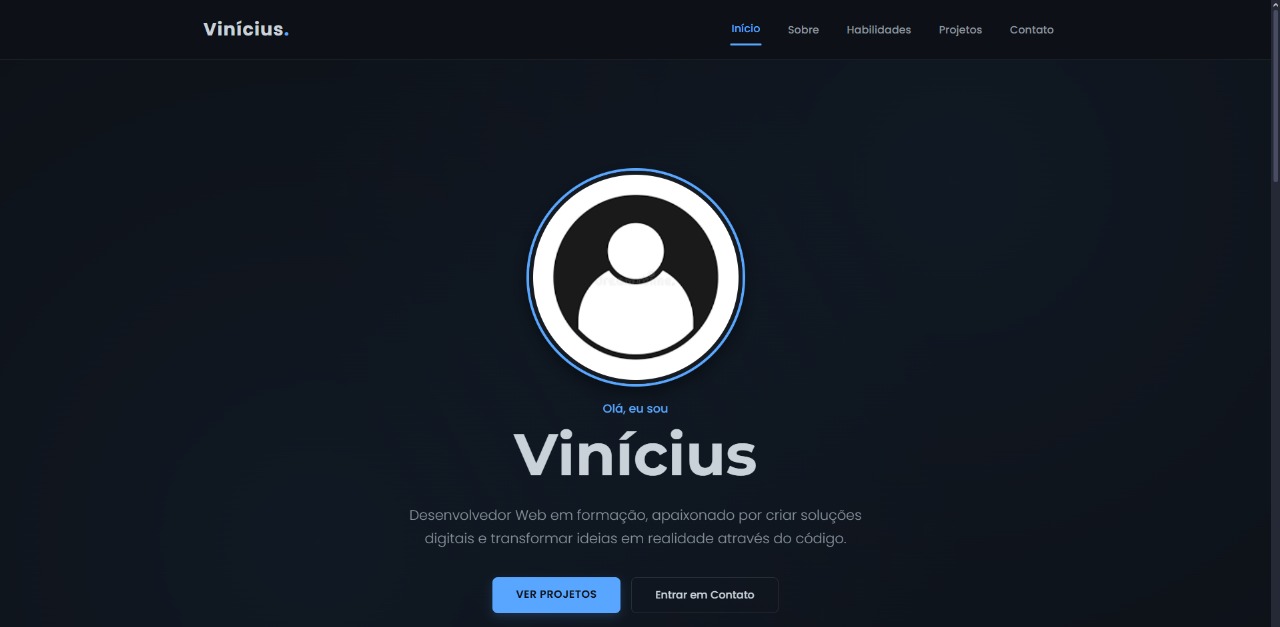 Vinícius.
Início Sobre Habilidades Projetos Contato
Olá, eu sou
Vinícius
Desenvolvedor Web em formação, apaixonado por criar soluções
digitais e transformar ideias em realidade através do código.
VER PROJETOS Entrar em Contato